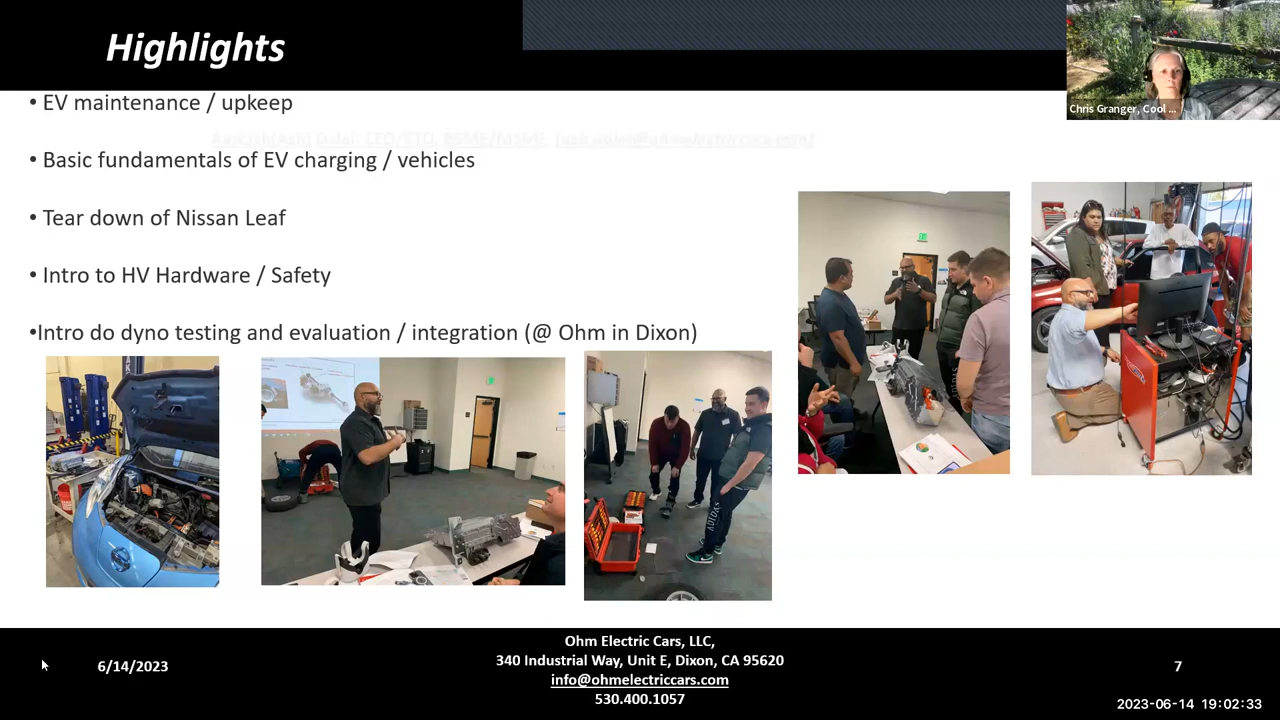 Highlights
Chris Granger, Cool ...
• EV maintenance / upkeep
• Basic fundamentals of EV charging / vehicles
• Tear down of Nissan Leaf
• Intro to HV Hardware / Safety
•Intro do dyno testing and evaluation / integration (@ Ohm in Dixon)
ADIDAS
6/14/2023
Ohm Electric Cars, LLC,
340 Industrial Way, Unit E, Dixon, CA 95620
info@ohmelectriccars.com
530.400.1057
7
2023-06-14 19:02:33